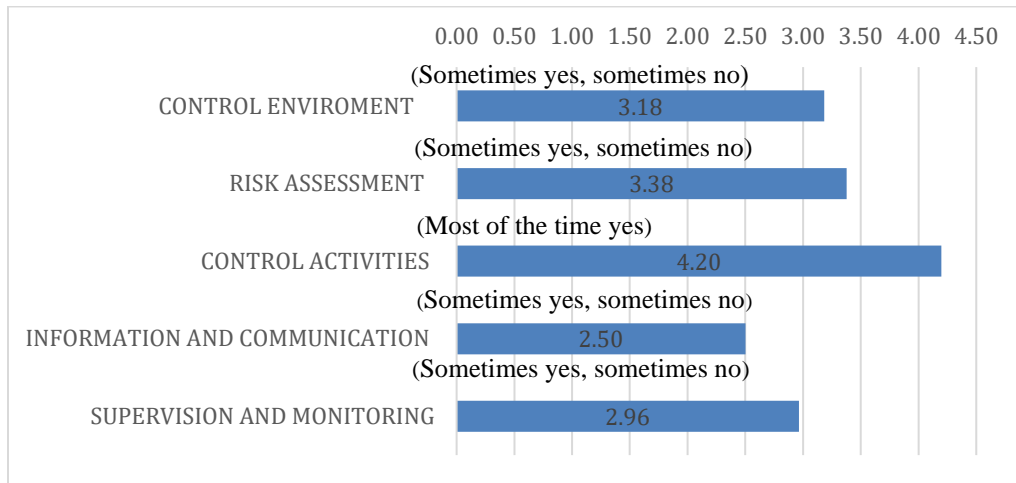 0.00 0.50 1.00 1.50 2.00 2.50 3.00 3.50 4.00 4.50
(Sometimes yes, sometimes no)
CONTROL ENVIROMENT 3.18
(Sometimes yes, sometimes no)
RISK ASSESSMENT 3.38
(Most of the time yes)
CONTROL ACTIVITIES 4.20
(Sometimes yes, sometimes no)
INFORMATION AND COMMUNICATION 2.50
(Sometimes yes, sometimes no)
SUPERVISION AND MONITORING 2.96